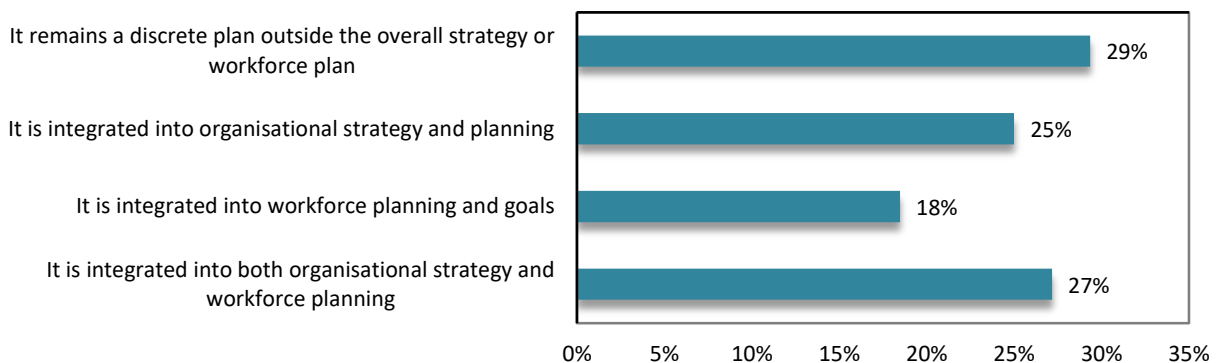 It remains a discrete plan outside the overall strategy or
workforce plan
29%
It is integrated into organisational strategy and planning
25%
It is integrated into workforce planning and goals
18%
It is integrated into both organisational strategy and
workforce planning
27%
0% 5% 10% 15% 20% 25% 30% 35%